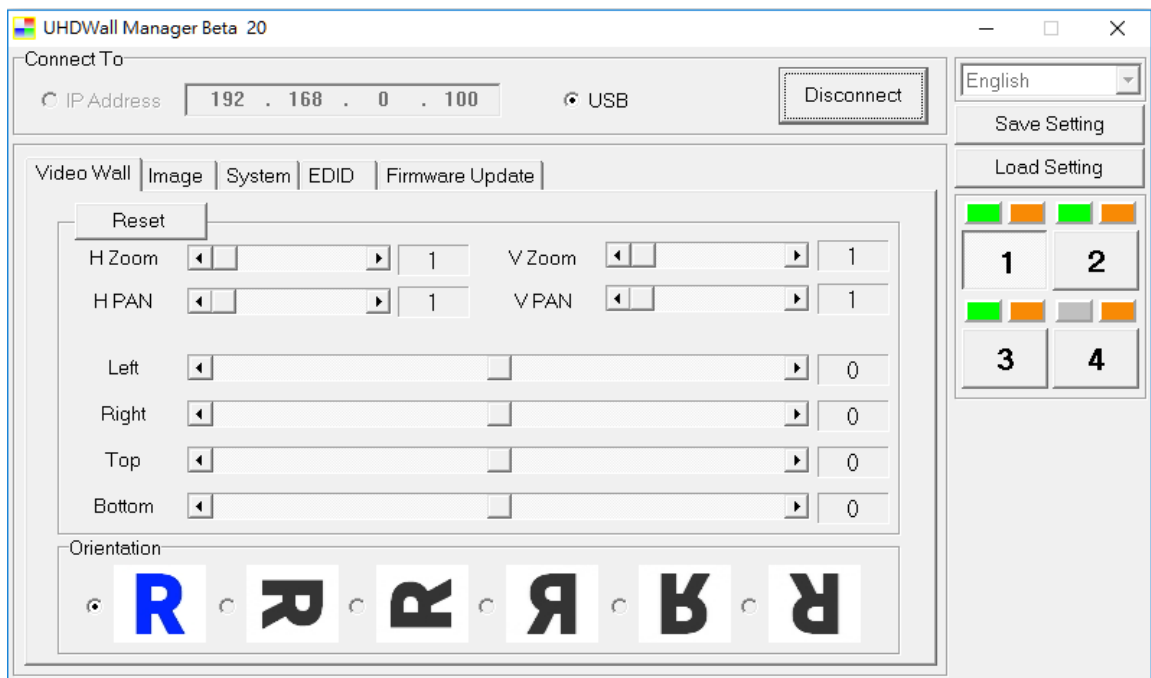 UHDWall Manager Beta 20
Connect To
IP Address 192 . 168 . 0 . 100 USB Disconnect
English
Save Setting
Load Setting
Video Wall Image System EDID Firmware Update
Reset
H Zoom 1 V Zoom 1
H PAN 1 V PAN 1
Left 0
Right 0
Top 0
Bottom 0
Orientation
R R R R R R
1 2
3 4